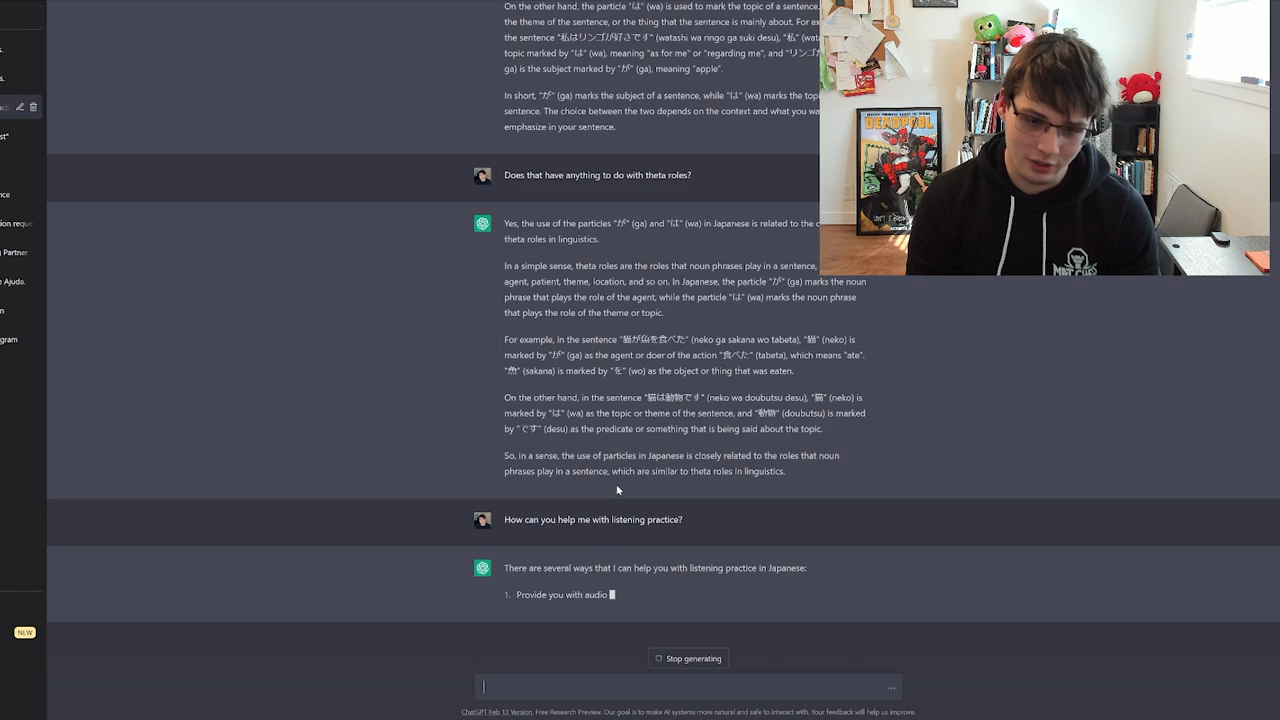 On the other hand, the particle "は" (wa) is used to mark the topic of a sentence.
the theme of the sentence, or the thing that the sentence is mainly about. For
the sentence "私はリンゴが好きです" (watashi wa ringo ga suki desu), "私"
topic marked by "は" (wa), meaning "as for me" or "regarding me", and
ga) is the subject marked by "が" (ga), meaning "apple".
In short, "が" (ga) marks the subject of a sentence, while "は" (wa) marks the
sentence. The choice between the two depends on the context and what you
emphasize in your sentence.
Does that have anything to do with theta roles?
Yes, the use of the particles "が" (ga) and "は" (wa) in Japanese is related to the
theta roles in linguistics.
In a simple sense, theta roles are the roles that noun phrases play in a sentence,
agent, patient, theme, location, and so on. In Japanese, the particle "が" (ga) marks the noun
phrase that plays the role of the agent, while the particle "は" (wa) marks the noun phrase
that plays the role of the theme or topic.
For example, in the sentence "猫が魚を食べた" (neko ga sakana wo tabeta), "猫" (neko) is
marked by "が" (ga) as the agent or doer of the action "食べた" (tabeta), which means "ate".
"魚" (sakana) is marked by "を" (wo) as the object or thing that was eaten.
On the other hand, in the sentence "猫は動物です" (neko wa doubutsu desu), "猫" (neko) is
marked by "は" (wa) as the topic or theme of the sentence, and "動物" (doubutsu) is marked
by "です" (desu) as the predicate or something that is being said about the topic.
So, in a sense, the use of particles in Japanese is closely related to the roles that noun
phrases play in a sentence, which are similar to theta roles in linguistics.
How can you help me with listening practice?
There are several ways that I can help you with listening practice in Japanese:
1. Provide you with audio
Stop generating
ChatGPT Feb 13 Version. Free Research Preview. Our goal is to make AI systems more natural and safe to interact with. Your feedback will help us improve.
Partner.
Ajuda.
NEW
DEADPOOL